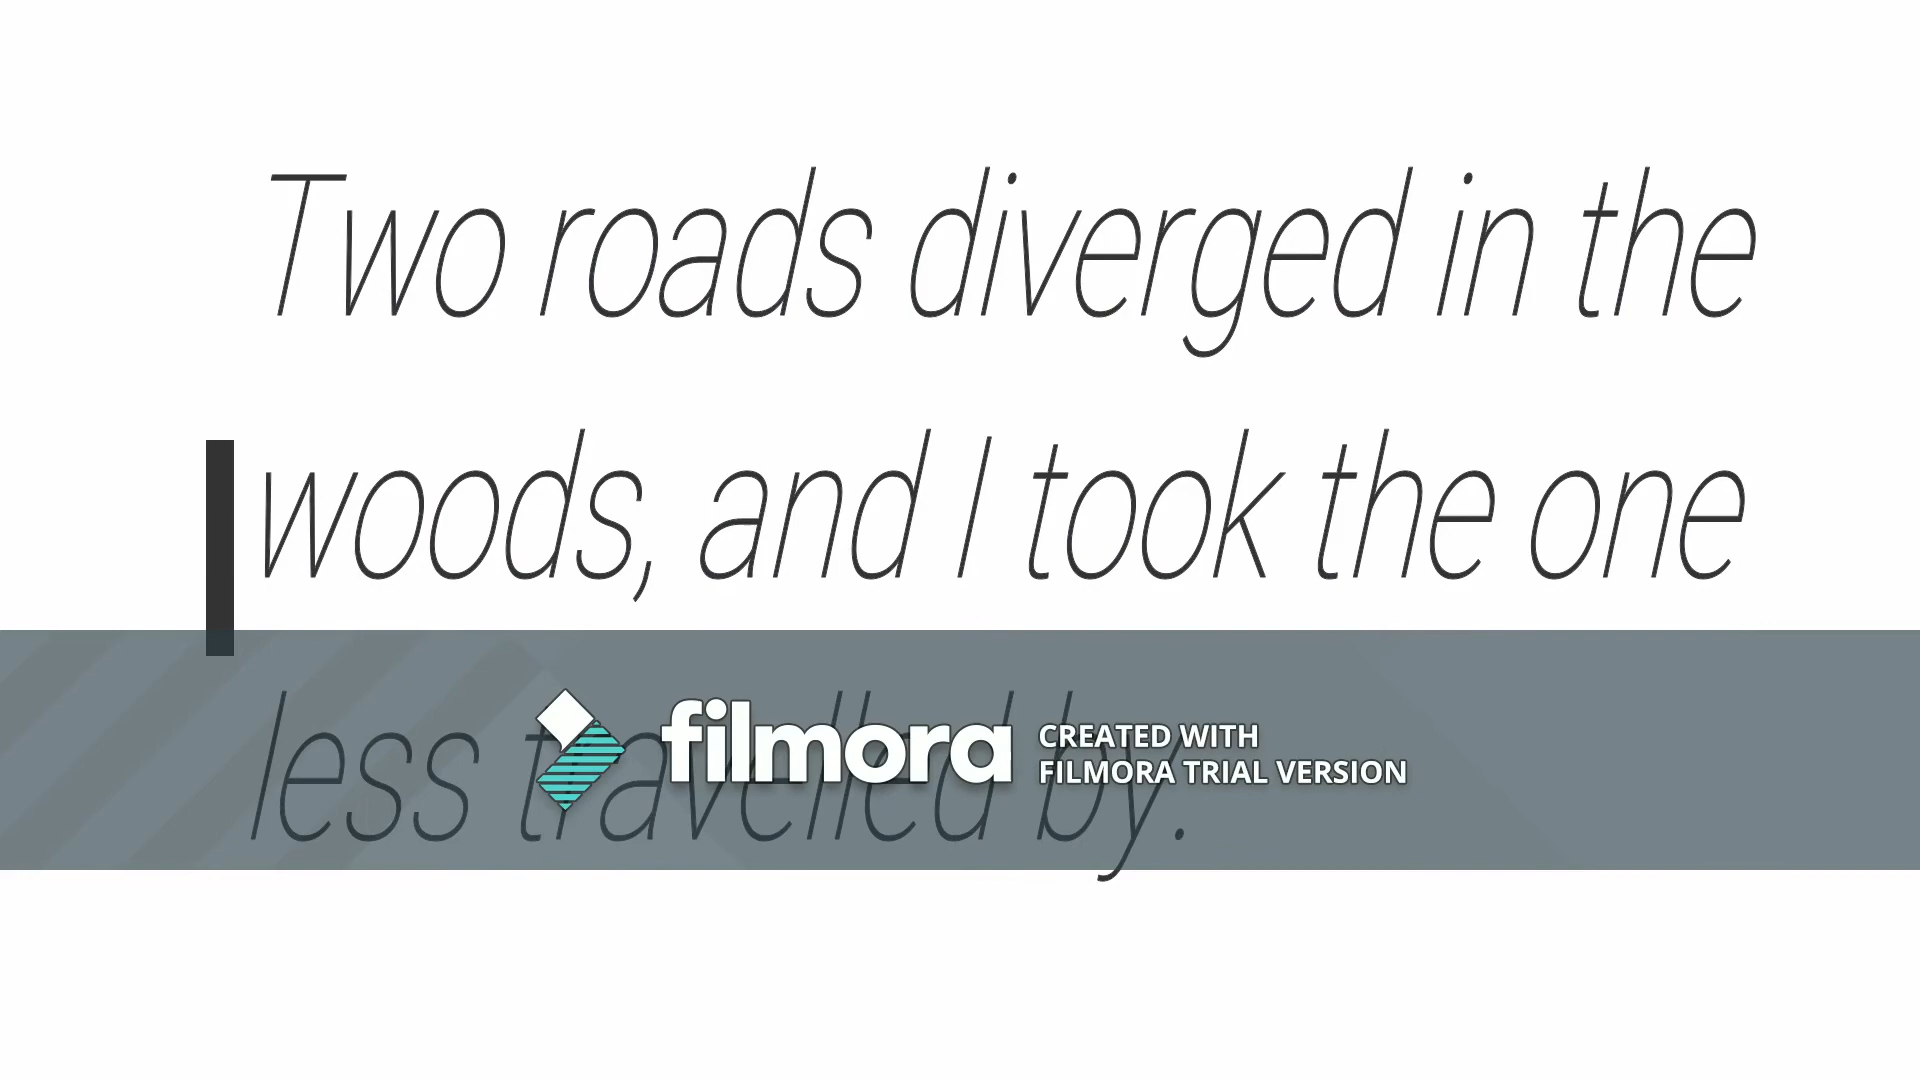 Two roads diverged in the
woods, and I took the one
less travelled by.
filmora
CREATED WITH
FILMORA TRIAL VERSION